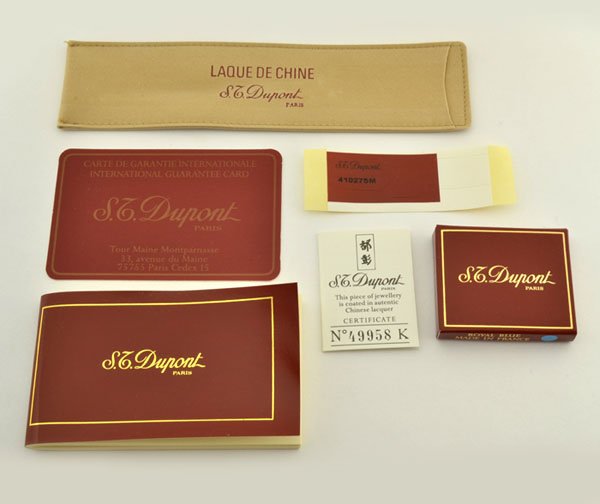 LAQUE DE CHINE
S.T. Dupont
PARIS
CARTE DE GARANTIE INTERNATIONALE
INTERNATIONAL GUARANTEE CARD
S.T. Dupont
PARIS
Tour Maine Montparnasse
33, avenue du Maine
75755 Paris Cedex 15
S.T. Dupont
410275M
S.T. Dupont
PARIS
This piece of jewellery
is coated in authentic
Chinese lacquer
CERTIFICATE
N° 49958 K
S.T. Dupont
PARIS
ROYAL BLUE
MADE IN FRANCE
S.T. Dupont
PARIS